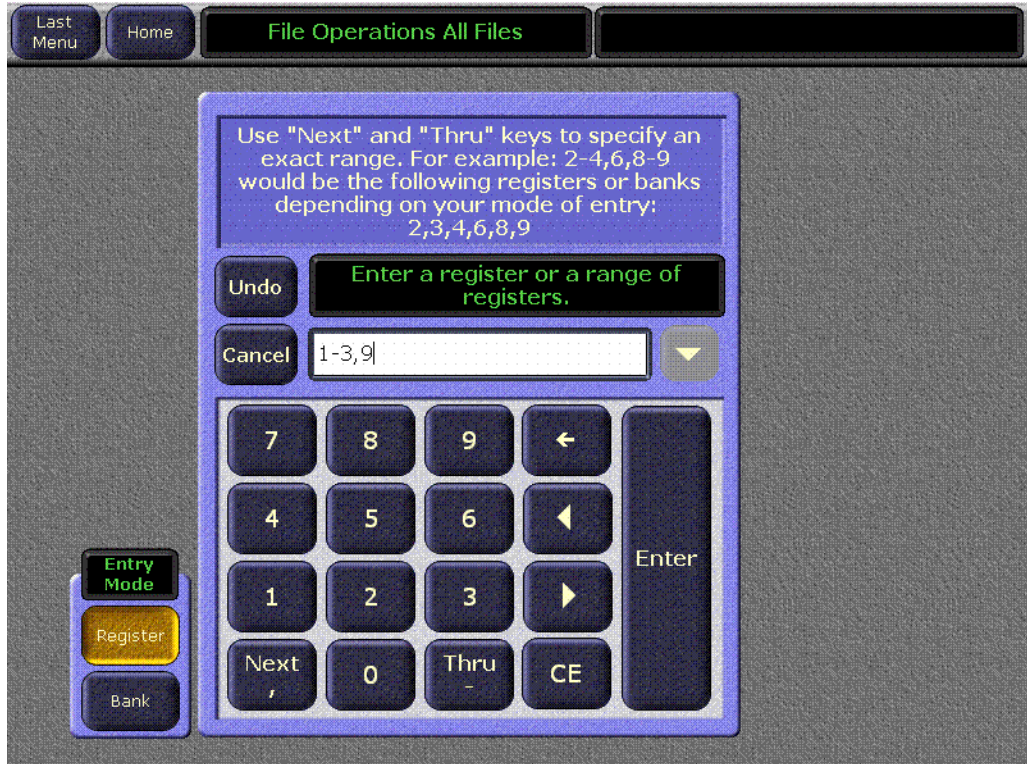 Last
Menu
Home
File Operations All Files
Use "Next" and "Thru" keys to specify an
exact range. For example: 2-4,6,8-9
would be the following registers or banks
depending on your mode of entry:
2,3,4,6,8,9
Undo
Enter a register or a range of
registers.
Cancel
1-3,9
7
8
9
4
5
6
Enter
Entry
Mode
1
2
3
Register
Next
,
0
Thru
-
CE
Bank